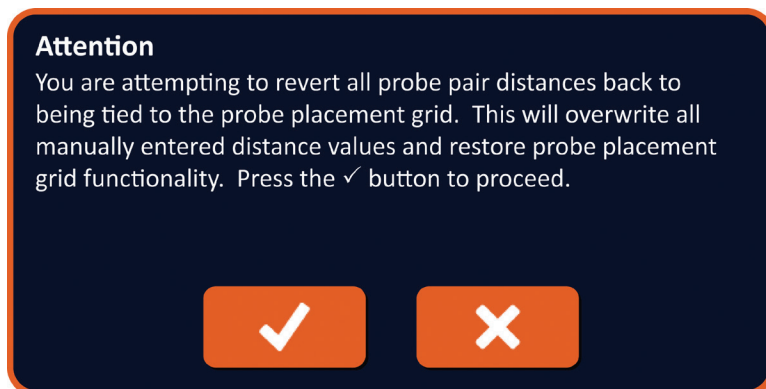 Attention
You are attempting to revert all probe pair distances back to
being tied to the probe placement grid.  This will overwrite all
manually entered distance values and restore probe placement
grid functionality.  Press the ✓ button to proceed.